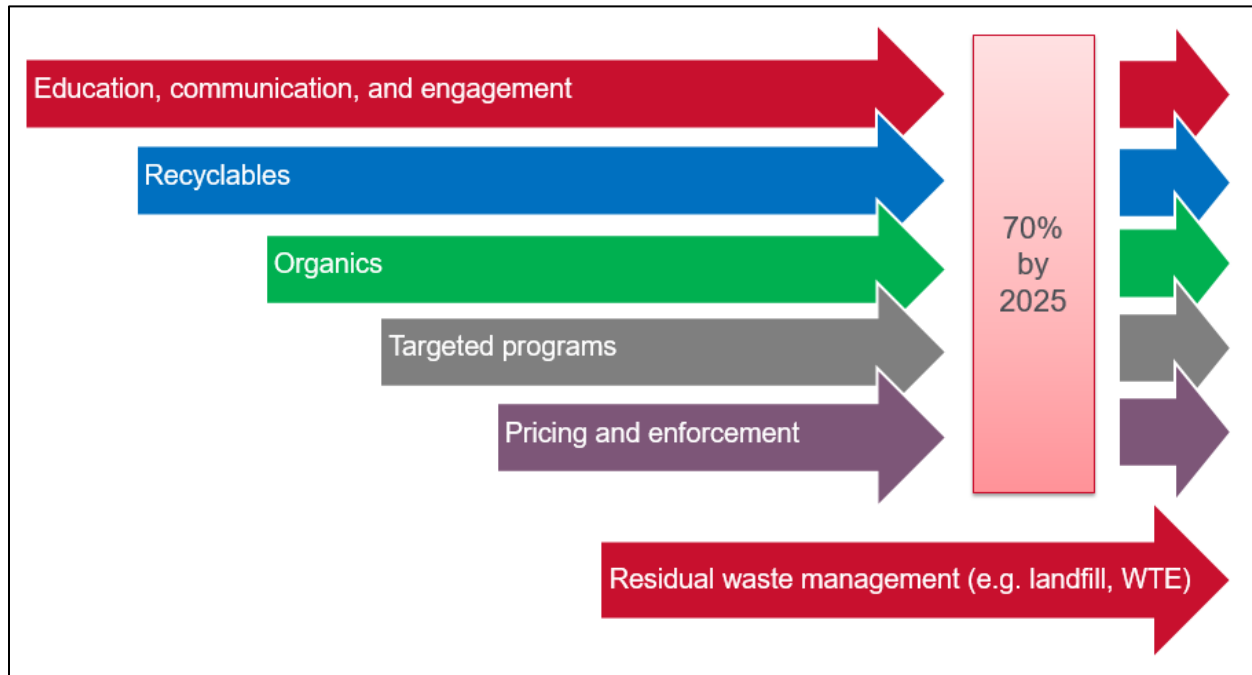 Education, communication, and engagement
Recyclables
Organics
Targeted programs
Pricing and enforcement
70%
by
2025
Residual waste management (e.g. landfill, WTE)